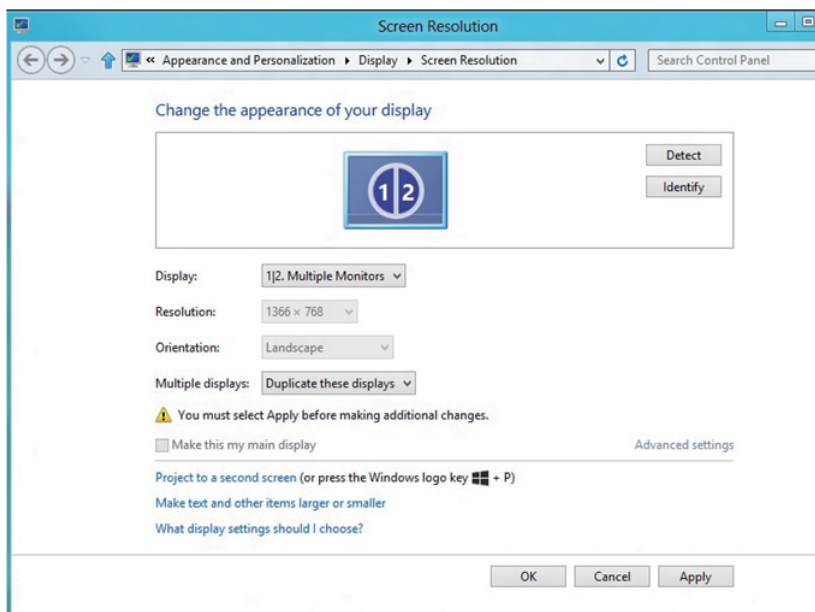 Screen Resolution
« Appearance and Personalization ▸ Display ▸ Screen Resolution
Search Control Panel
Change the appearance of your display
1|2
Detect
Identify
Display: 1|2. Multiple Monitors
Resolution: 1366 × 768
Orientation: Landscape
Multiple displays: Duplicate these displays
You must select Apply before making additional changes.
Make this my main display Advanced settings
Project to a second screen (or press the Windows logo key + P)
Make text and other items larger or smaller
What display settings should I choose?
OK Cancel Apply